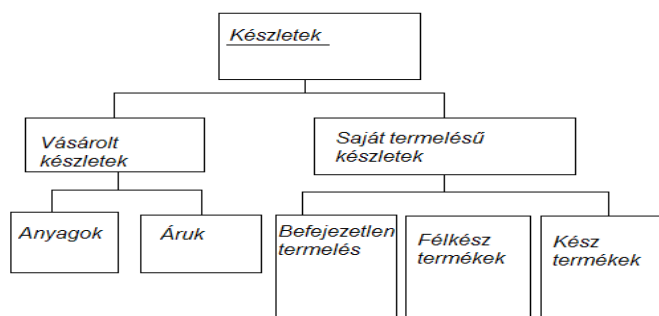 Készletek
Vásárolt
készletek
Saját termelésű
készletek
Anyagok
Áruk
Befejezetlen
termelés
Félkész
termékek
Kész
termékek